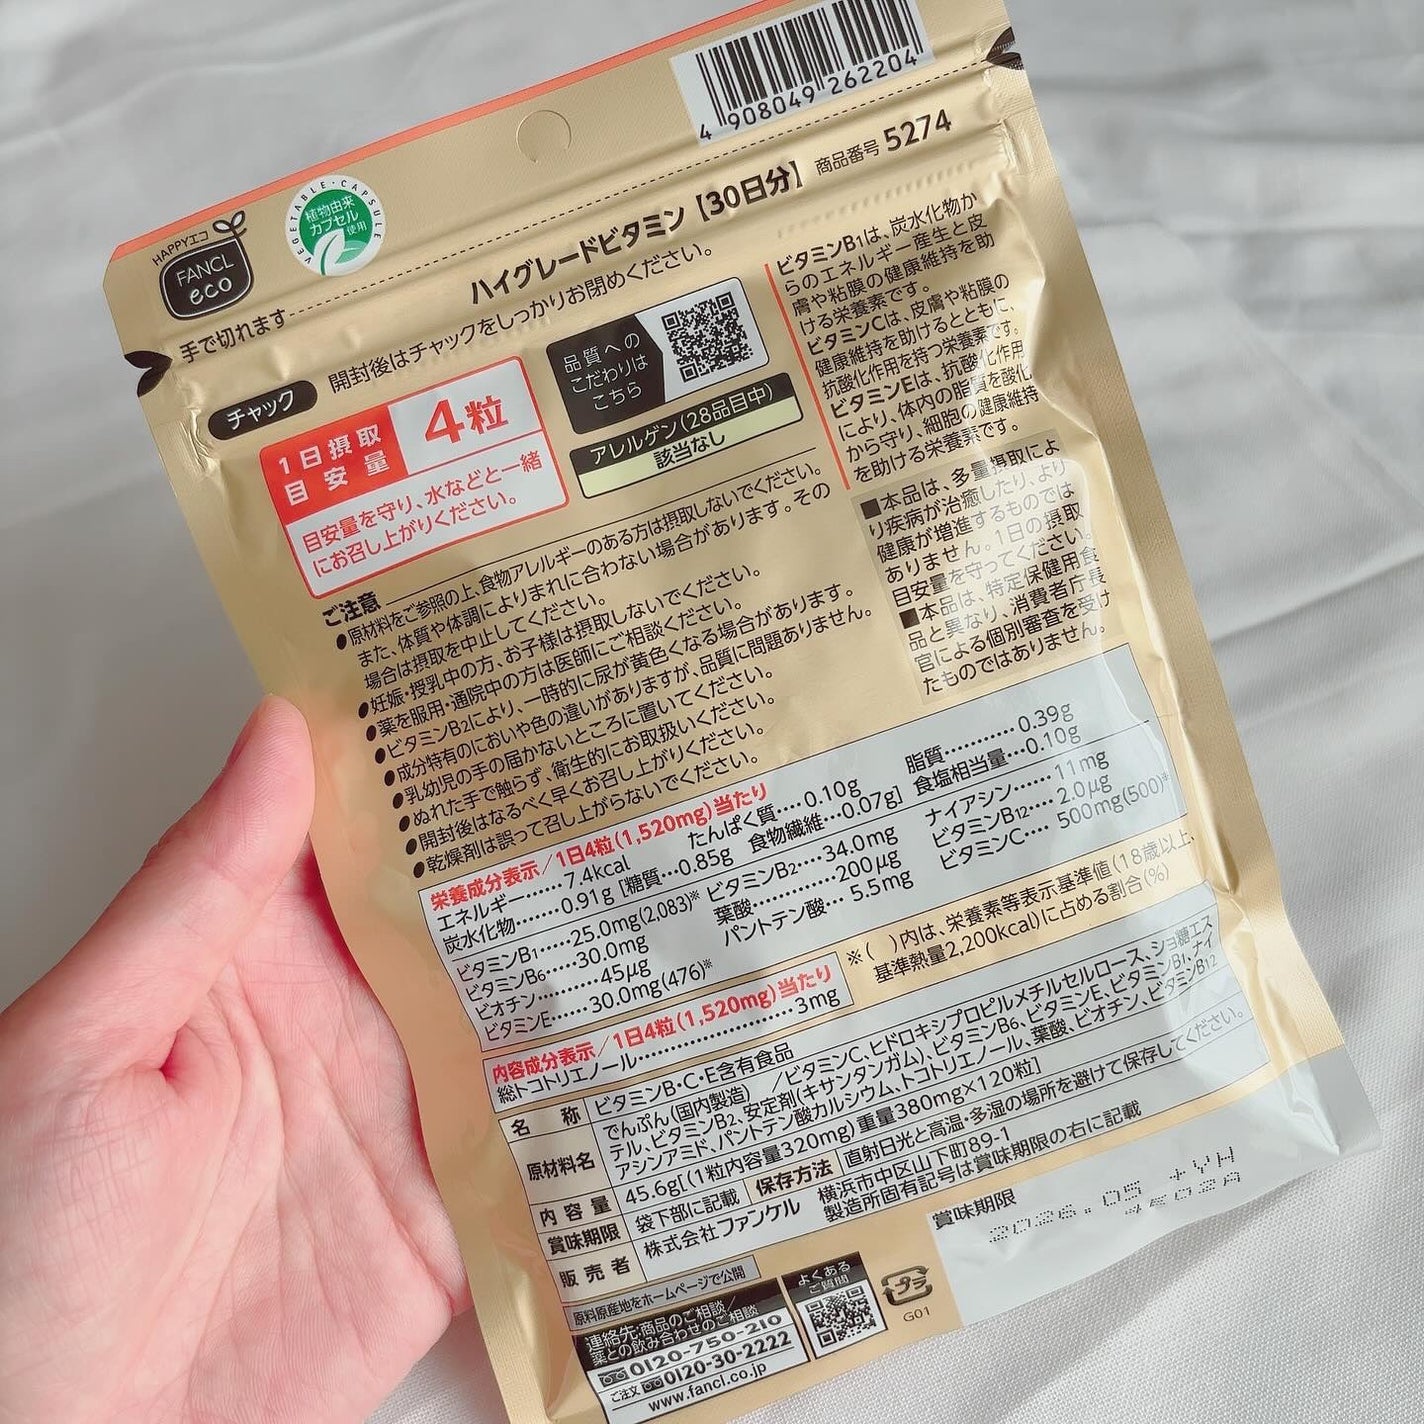 4 908049 262204
HAPPYエコ
FANCL
eco
VEGETABLE・CAPSULE
植物由来
カプセル
使用
手で切れます
ハイグレードビタミン【30日分】 商品番号 5274
チャック 開封後はチャックをしっかりお閉めください。
1日摂取
目安量
4粒
目安量を守り、水などと一緒
にお召し上がりください。
品質への
こだわりは
こちら
アレルゲン(28品目中)
該当なし
ビタミンB1は、炭水化物か
らのエネルギー産生と皮
膚や粘膜の健康維持を助
ける栄養素です。
ビタミンCは、皮膚や粘膜の
健康維持を助けるとともに、
抗酸化作用を持つ栄養素です。
ビタミンEは、抗酸化作用
により、体内の脂質を酸化
から守り、細胞の健康維持
を助ける栄養素です。
■本品は、多量摂取によ
り疾病が治癒したり、より
健康が増進するものでは
ありません。1日の摂取
目安量を守ってください。
■本品は、特定保健用食
品と異なり、消費者庁長
官による個別審査を受け
たものではありません。
ご注意
●原材料をご参照の上、食物アレルギーのある方は摂取しないでください。
また、体質や体調によりまれに合わない場合があります。その
場合は摂取を中止してください。
●妊娠・授乳中の方、お子様は摂取しないでください。
●薬を服用・通院中の方は医師にご相談ください。
●ビタミンB2により、一時的に尿が黄色くなる場合があります。
●成分特有のにおいや色の違いがありますが、品質に問題ありません。
●乳幼児の手の届かないところに置いてください。
●ぬれた手で触らず、衛生的にお取扱いください。
●開封後はなるべく早くお召し上がりください。
●乾燥剤は誤って召し上がらないでください。
栄養成分表示/1日4粒(1,520mg)当たり
エネルギー……7.4kcal たんぱく質…0.10g 脂質………0.39g
炭水化物……0.91g [糖質…0.85g 食物繊維…0.07g] 食塩相当量…0.10g
ビタミンB1……25.0mg(2,083)※ ビタミンB2…34.0mg ナイアシン……11mg
ビタミンB6……30.0mg 葉酸………200μg ビタミンB12…2.0μg
ビオチン………45μg パントテン酸…5.5mg ビタミンC…500mg(500)※
ビタミンE……30.0mg(476)※
※( )内は、栄養素等表示基準値(18歳以上、
基準熱量2,200kcal)に占める割合(%)
内容成分表示/1日4粒(1,520mg)当たり
総トコトリエノール………………3mg
名称 ビタミンB・C・E含有食品
原材料名 でんぷん(国内製造)/ビタミンC、ヒドロキシプロピルメチルセルロース、ショ糖エス
テル、ビタミンB2、安定剤(キサンタンガム)、ビタミンB6、ビタミンE、ビタミンB1、ナイ
アシンアミド、パントテン酸カルシウム、トコトリエノール、葉酸、ビオチン、ビタミンB12
内容量 45.6g[(1粒内容量320mg)重量380mg×120粒]
賞味期限 袋下部に記載 保存方法 直射日光と高温・多湿の場所を避けて保存してください。
販売者 株式会社ファンケル 横浜市中区山下町89-1
製造所固有記号は賞味期限の右に記載
賞味期限
2026.05 +VH
原料原産地をホームページで公開
連絡先:商品のご相談/
薬との飲み合わせのご相談
0120-750-210
ご注文 0120-30-2222
www.fancl.co.jp
よくある
ご質問
プラ
G01